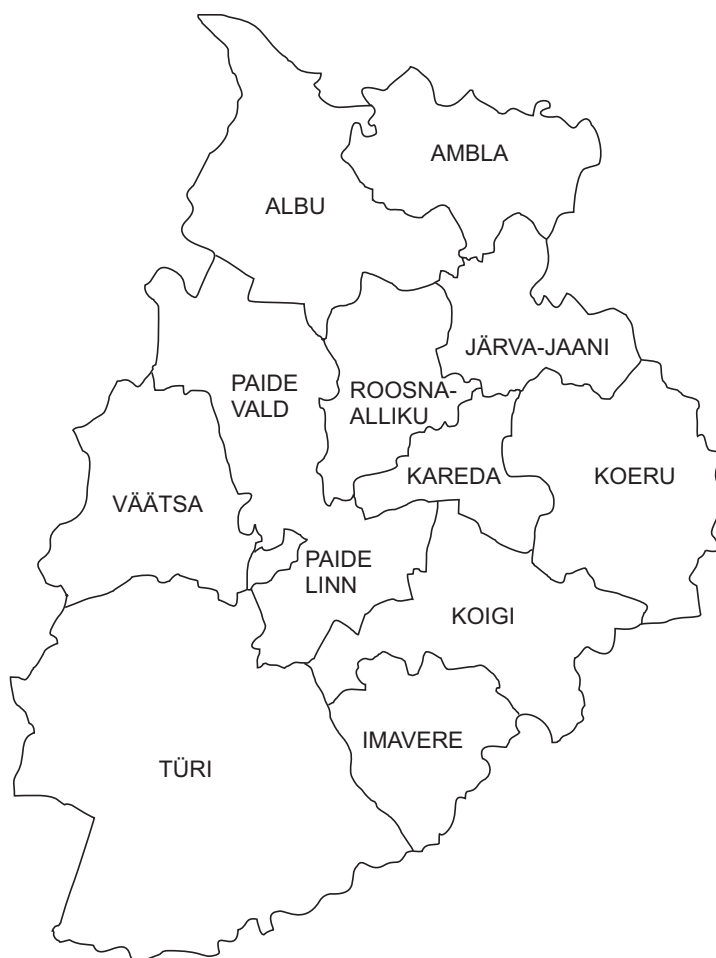 AMBLA
ALBU
JÄRVA-JAANI
PAIDE
VALD
ROOSNA-
ALLIKU
KAREDA
KOERU
VÄÄTSA
PAIDE
LINN
KOIGI
IMAVERE
TÜRI